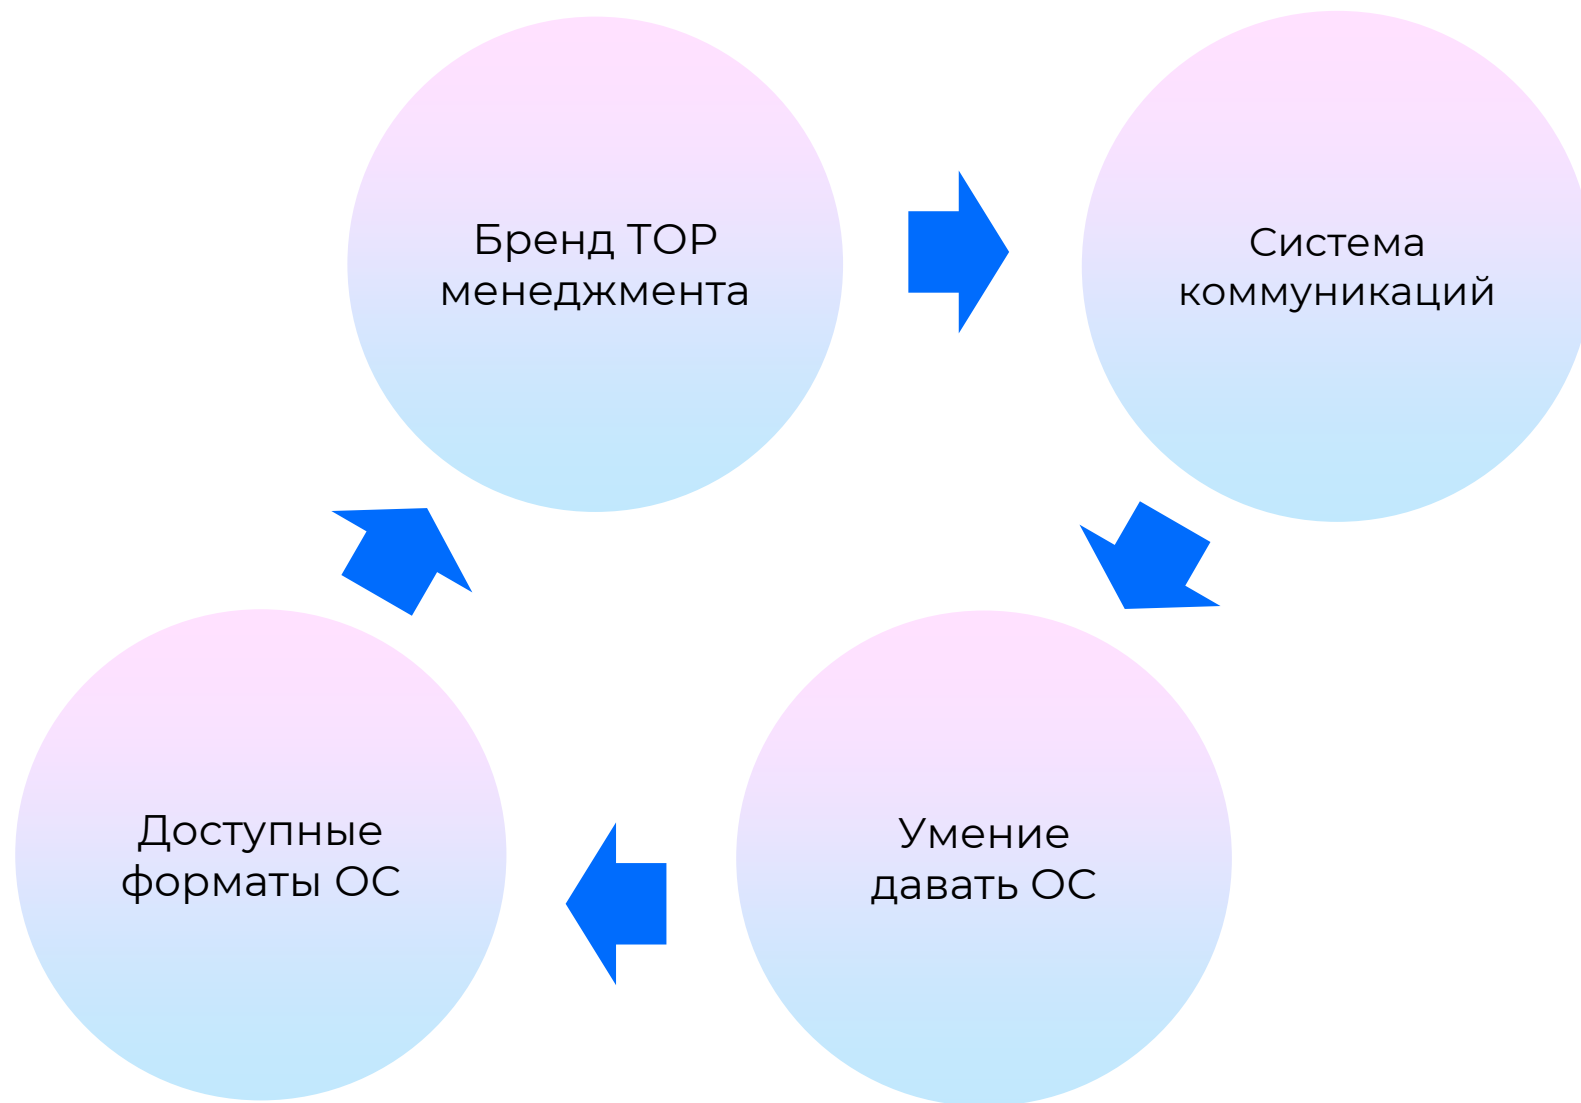 Бренд TOP
менеджмента
Система
коммуникаций
Умение
давать ОС
Доступные
форматы ОС